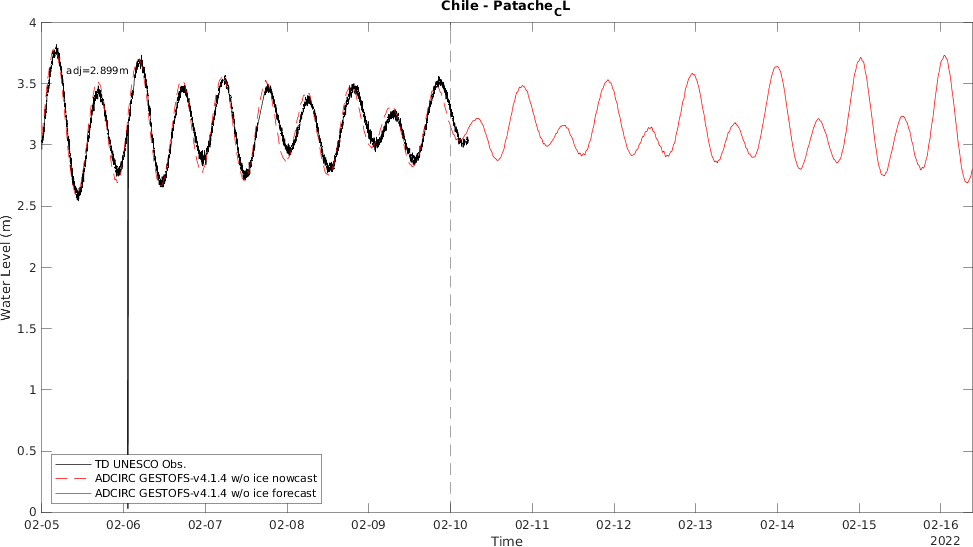 Chile - Patache_CL
adj=2.899m
Water Level (m)
4
3.5
3
2.5
2
1.5
1
0.5
0
TD UNESCO Obs.
ADCIRC GESTOFS-v4.1.4 w/o ice nowcast
ADCIRC GESTOFS-v4.1.4 w/o ice forecast
02-05 02-06 02-07 02-08 02-09 02-10 02-11 02-12 02-13 02-14 02-15 02-16
Time
2022